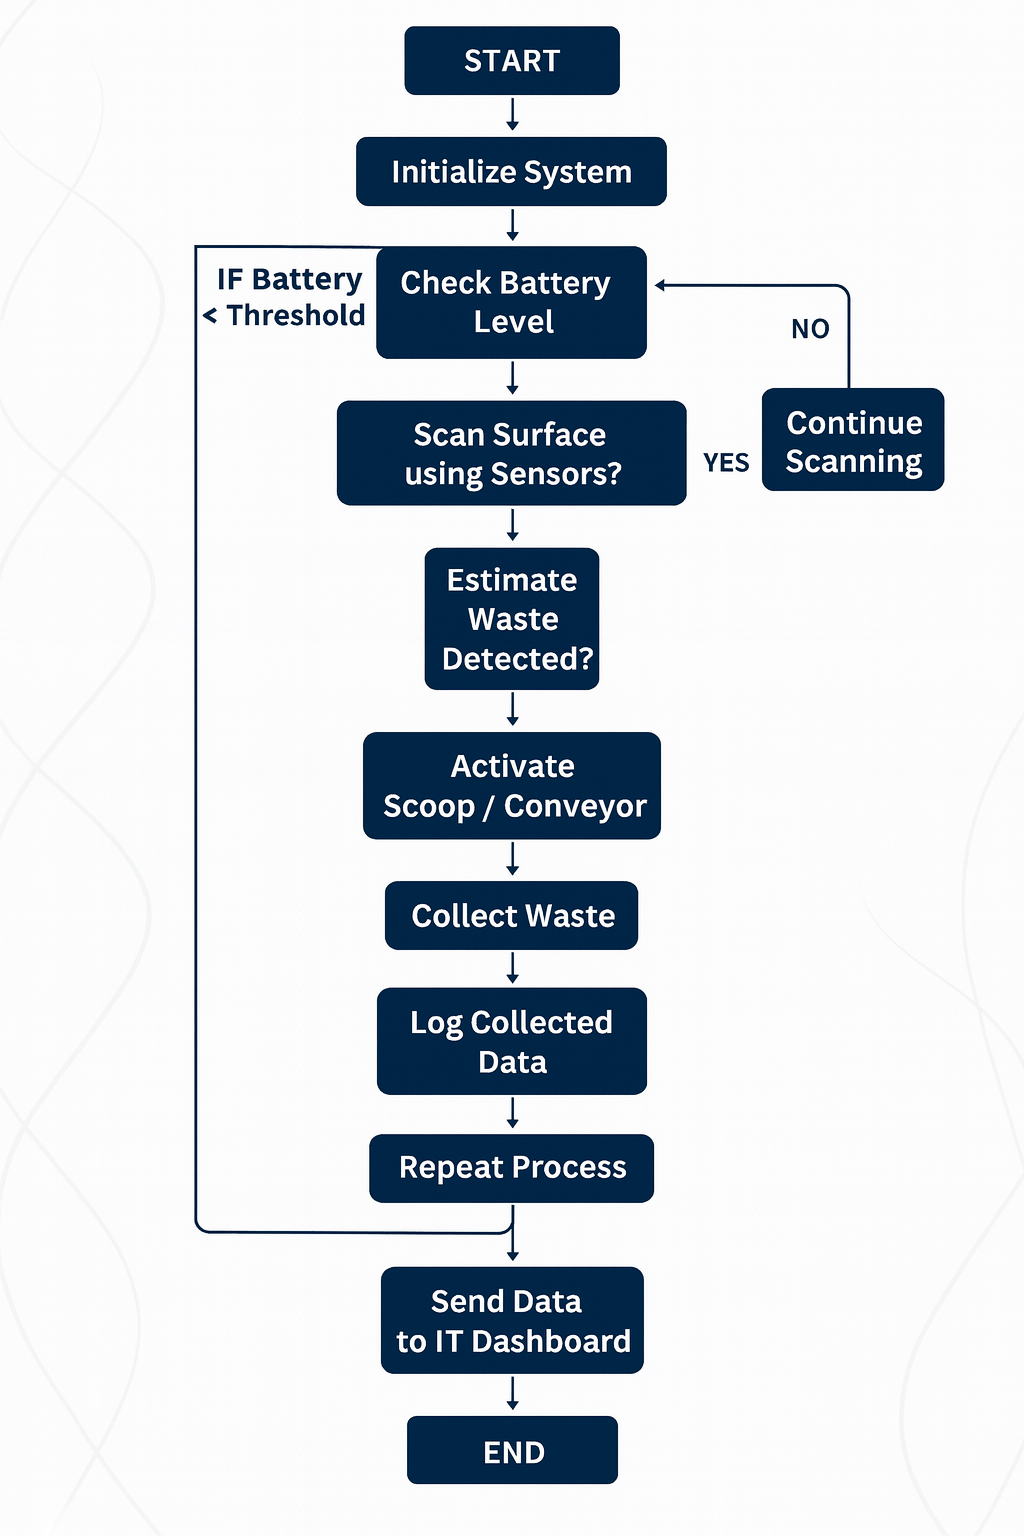 START
Initialize System
IF Battery
< Threshold
Check Battery
Level
NO
Scan Surface
using Sensors?
YES
Continue
Scanning
Estimate
Waste
Detected?
Activate
Scoop / Conveyor
Collect Waste
Log Collected
Data
Repeat Process
Send Data
to IT Dashboard
END